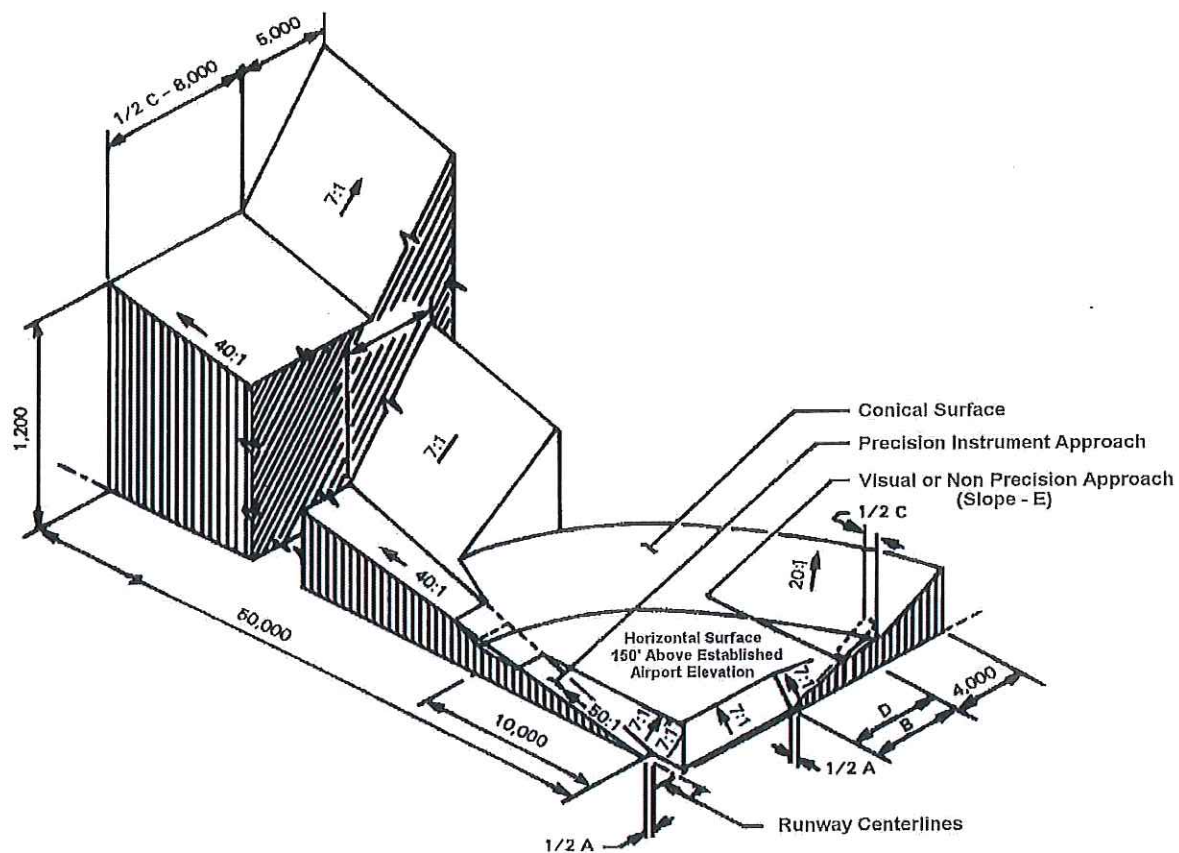 5,000
1/2 C – 8,000
7:1
40:1
1,200
7:1
Conical Surface
Precision Instrument Approach
Visual or Non Precision Approach
(Slope - E)
1/2 C
20:1
40:1
50,000
Horizontal Surface
150' Above Established
Airport Elevation
7:1
50:1
7:1
7:1
7:1
10,000
4,000
D
B
1/2 A
Runway Centerlines
1/2 A